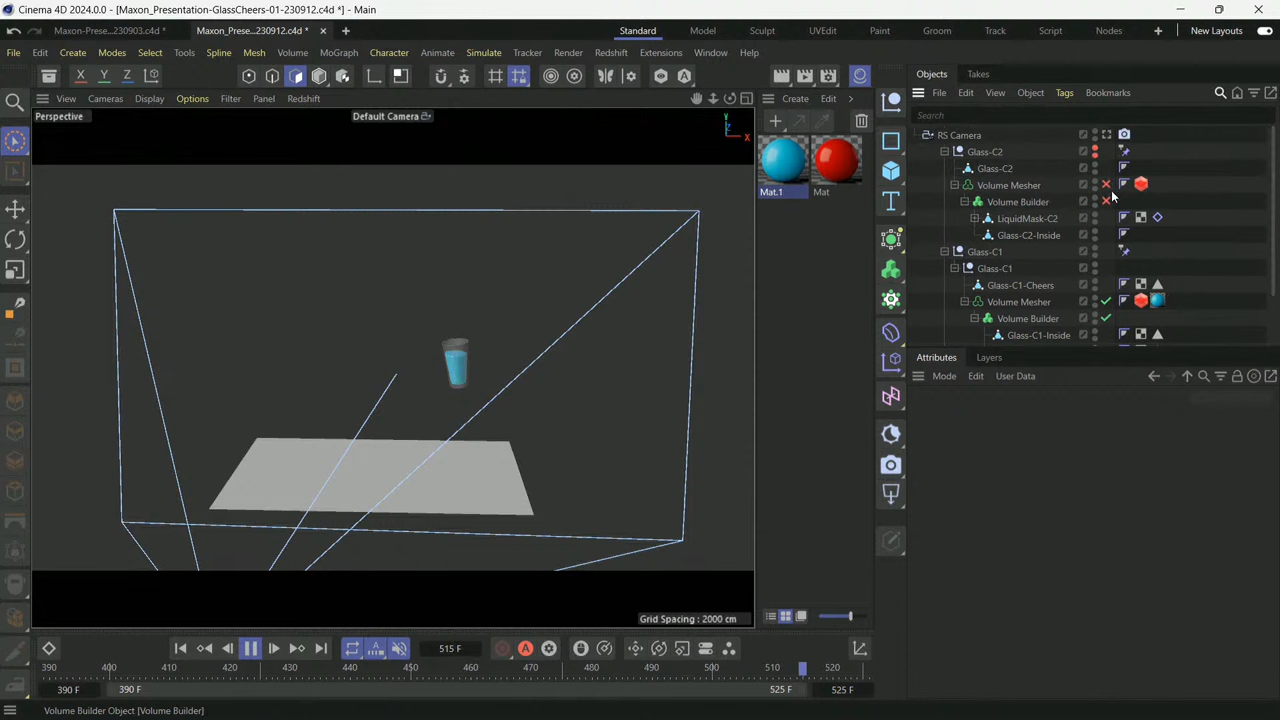 Cinema 4D 2024.0.0 - [Maxon_Presentation-GlassCheers-01-230912.c4d *] - Main
Maxon-Prese...230903.c4d *
Maxon_Prese...230912.c4d *
Standard
Model
Sculpt
UVEdit
Paint
Groom
Track
Script
Nodes
New Layouts
File
Edit
Create
Modes
Select
Tools
Spline
Mesh
Volume
MoGraph
Character
Animate
Simulate
Tracker
Render
Redshift
Extensions
Window
Help
X
Y
Z
View
Cameras
Display
Options
Filter
Panel
Redshift
Perspective
Default Camera
Y
Z
X
Grid Spacing : 2000 cm
Create
Edit
Mat.1
Mat
Objects
Takes
File
Edit
View
Object
Tags
Bookmarks
Search
RS Camera
Glass-C2
Glass-C2
Volume Mesher
Volume Builder
LiquidMask-C2
Glass-C2-Inside
Glass-C1
Glass-C1
Glass-C1-Cheers
Volume Mesher
Volume Builder
Glass-C1-Inside
Attributes
Layers
Mode
Edit
User Data
515 F
390
400
410
420
430
440
450
460
470
480
490
500
510
520
390 F
390 F
525 F
525 F
Volume Builder Object [Volume Builder]